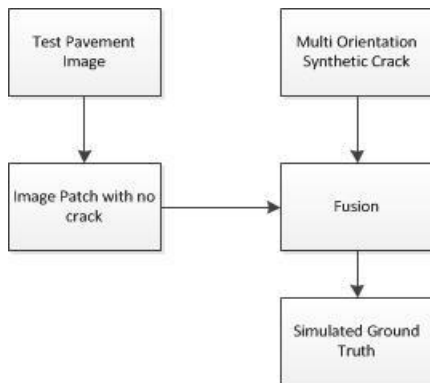 Test Pavement
Image
Multi Orientation
Synthetic Crack
Image Patch with no
crack
Fusion
Simulated Ground
Truth